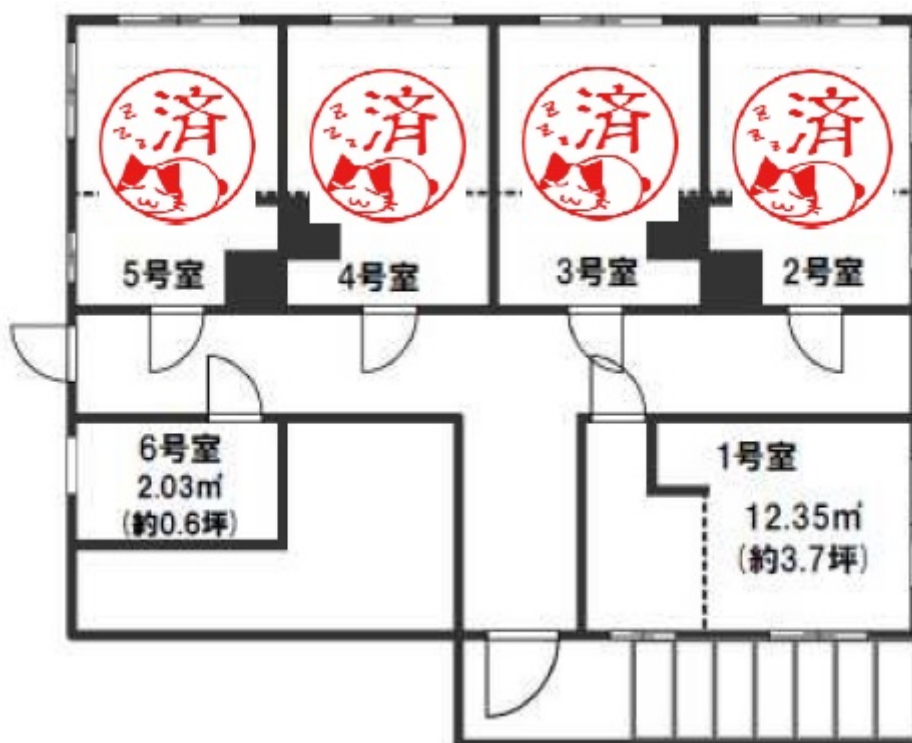 済
済
済
済
5号室
4号室
3号室
2号室
6号室
2.03㎡
(約0.6坪)
1号室
12.35㎡
(約3.7坪)